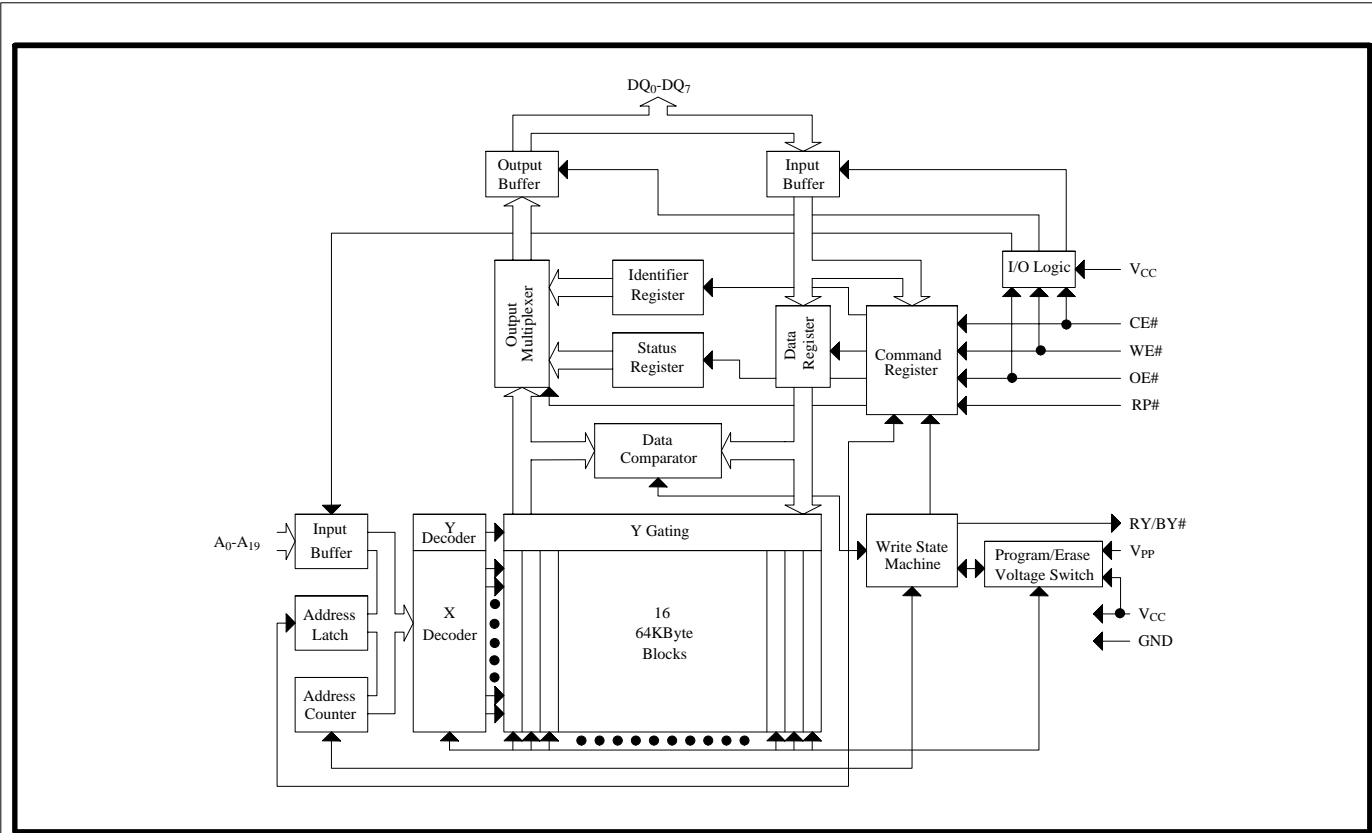 DQ0-DQ7
Output
Buffer
Input
Buffer
I/O Logic
VCC
Output
Multiplexer
Identifier
Register
Status
Register
Data
Register
Command
Register
CE#
WE#
OE#
RP#
Data
Comparator
A0-A19
Input
Buffer
Y
Decoder
Y Gating
Write State
Machine
RY/BY#
Program/Erase
Voltage Switch
VPP
VCC
GND
Address
Latch
X
Decoder
16
64KByte
Blocks
Address
Counter